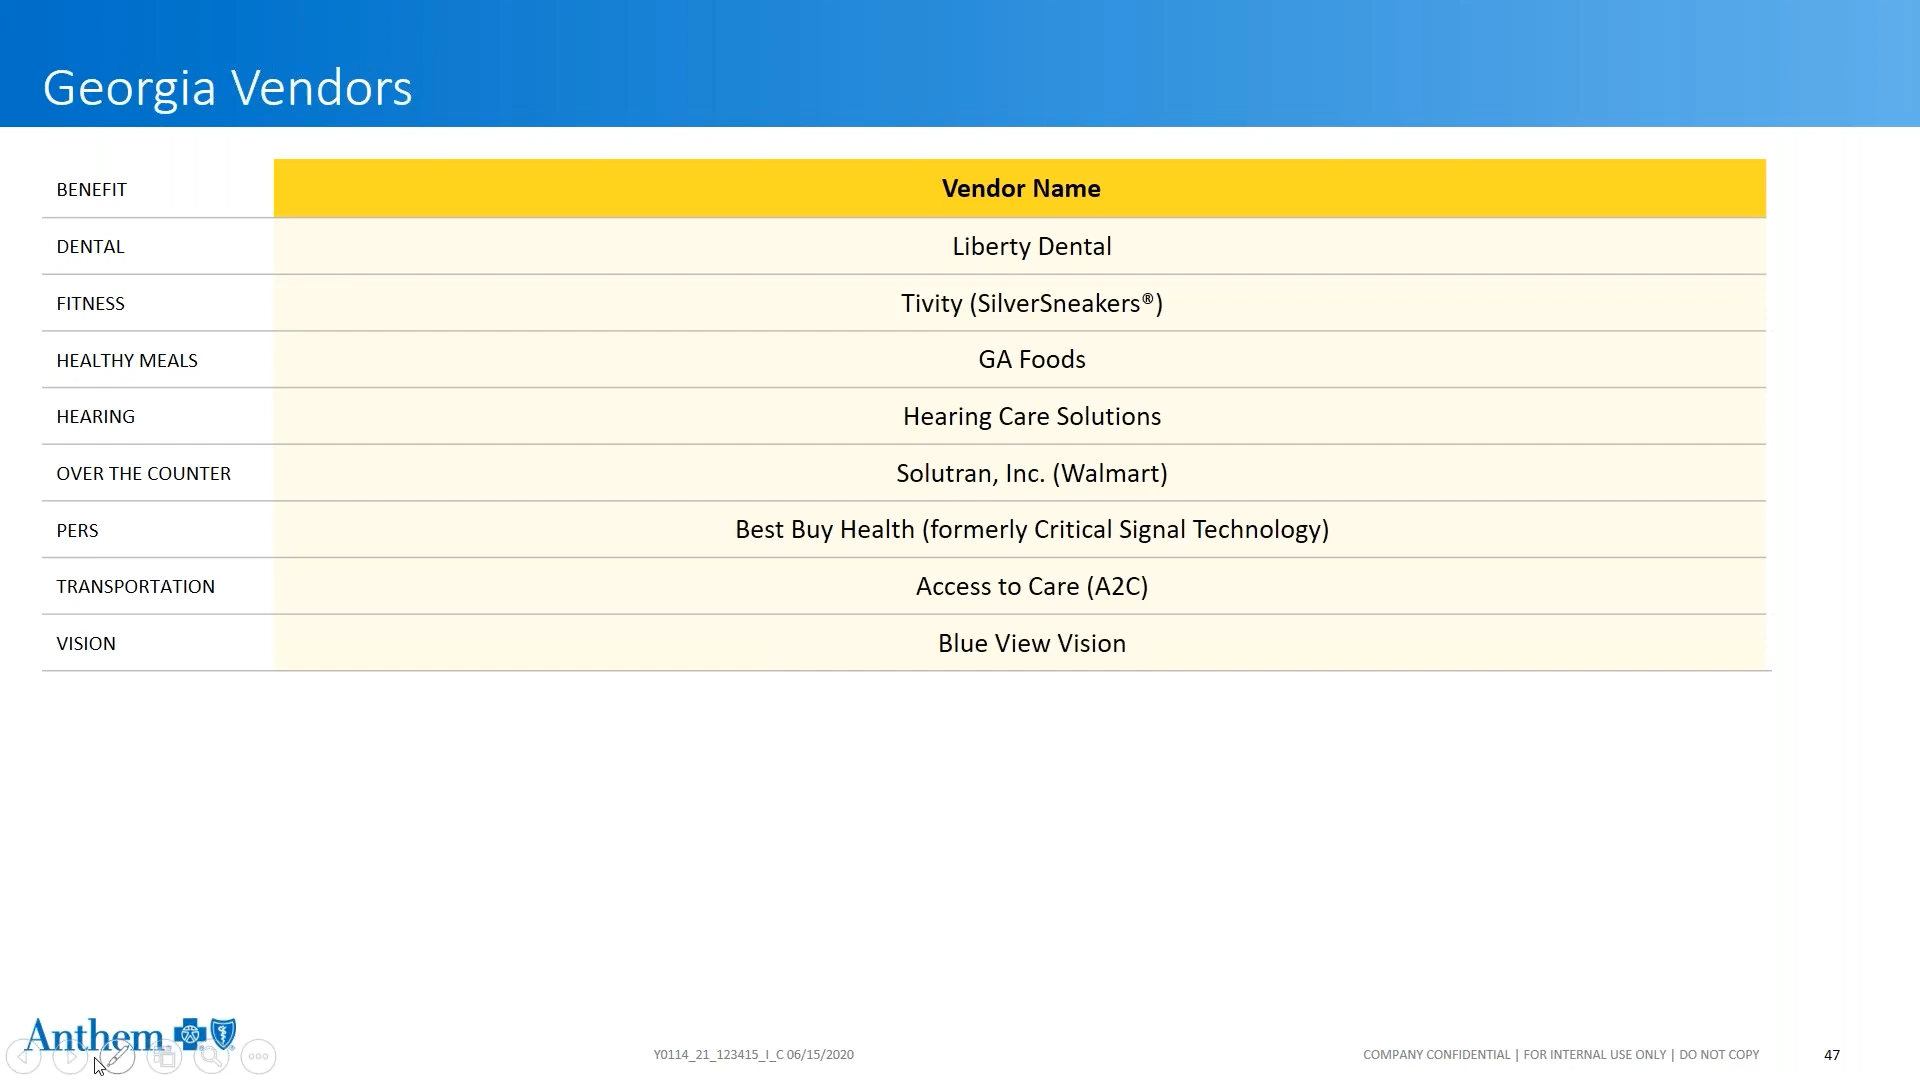 Georgia Vendors
BENEFIT Vendor Name
DENTAL Liberty Dental
FITNESS Tivity (SilverSneakers®)
HEALTHY MEALS GA Foods
HEARING Hearing Care Solutions
OVER THE COUNTER Solutran, Inc. (Walmart)
PERS Best Buy Health (formerly Critical Signal Technology)
TRANSPORTATION Access to Care (A2C)
VISION Blue View Vision
Anthem
Y0114_21_123415_I_C 06/15/2020 COMPANY CONFIDENTIAL | FOR INTERNAL USE ONLY | DO NOT COPY 47